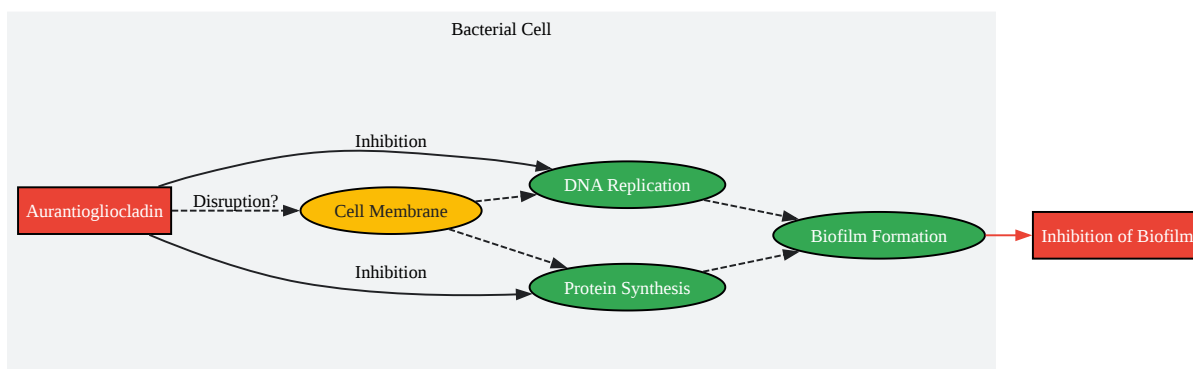 Bacterial Cell
Inhibition
DNA Replication
Aurantiogliocladin
Disruption?
Cell Membrane
Biofilm Formation
Inhibition of Biofilm
Inhibition
Protein Synthesis